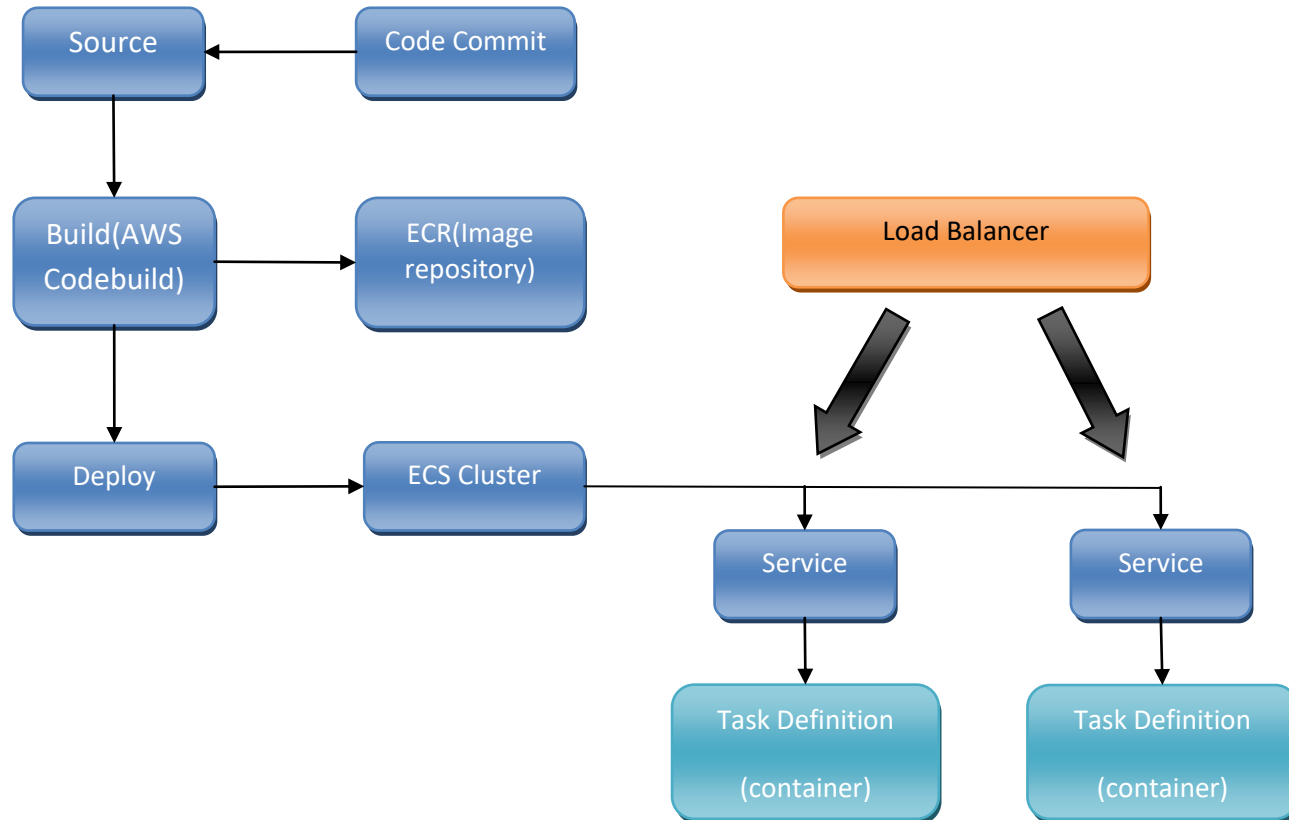 Source
Code Commit
Build(AWS
Codebuild)
ECR(Image
repository)
Load Balancer
Deploy
ECS Cluster
Service
Service
Task Definition
(container)
Task Definition
(container)